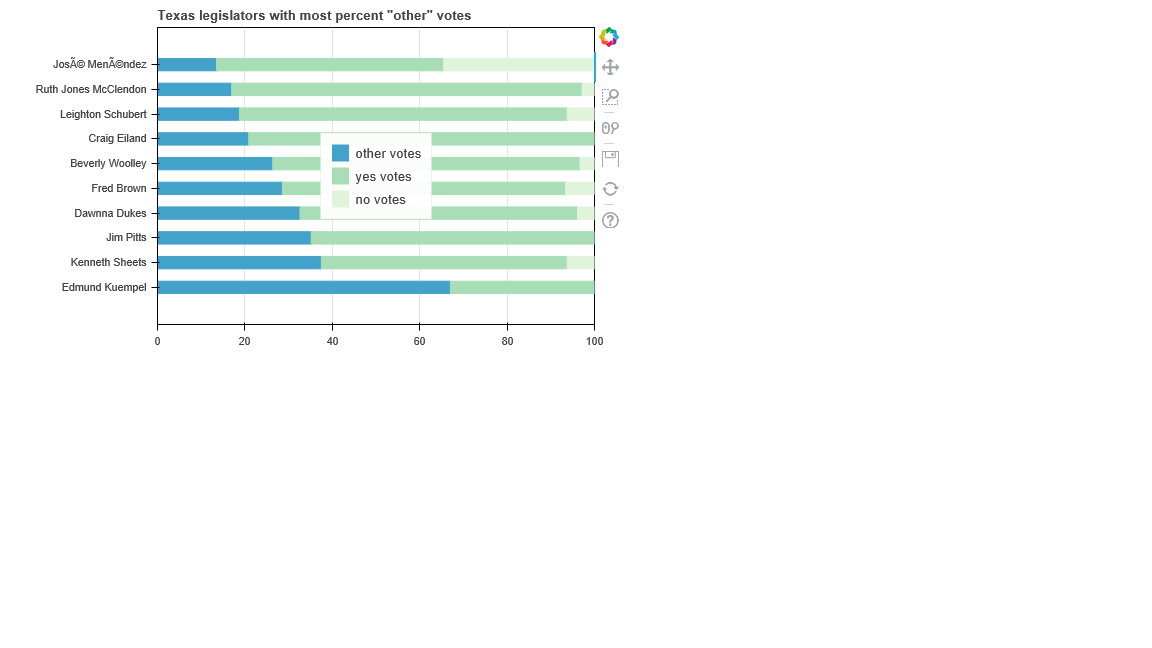 Texas legislators with most percent "other" votes
JosÃ© MenÃ©ndez
Ruth Jones McClendon
Leighton Schubert
Craig Eiland
Beverly Woolley
Fred Brown
Dawnna Dukes
Jim Pitts
Kenneth Sheets
Edmund Kuempel
other votes
yes votes
no votes
0 20 40 60 80 100